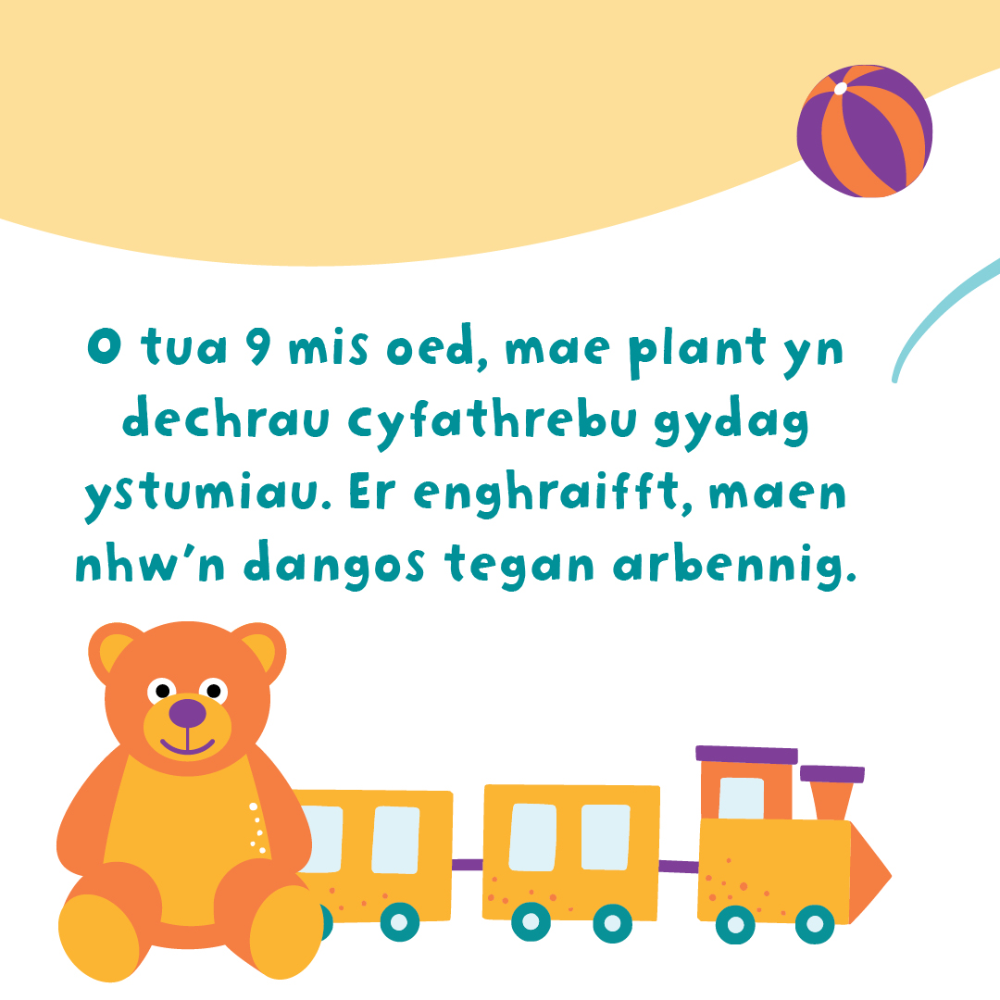 O tua 9 mis oed, mae plant yn
dechrau cyfathrebu gydag
ystumiau. Er enghraifft, maen
nhw'n dangos tegan arbennig.